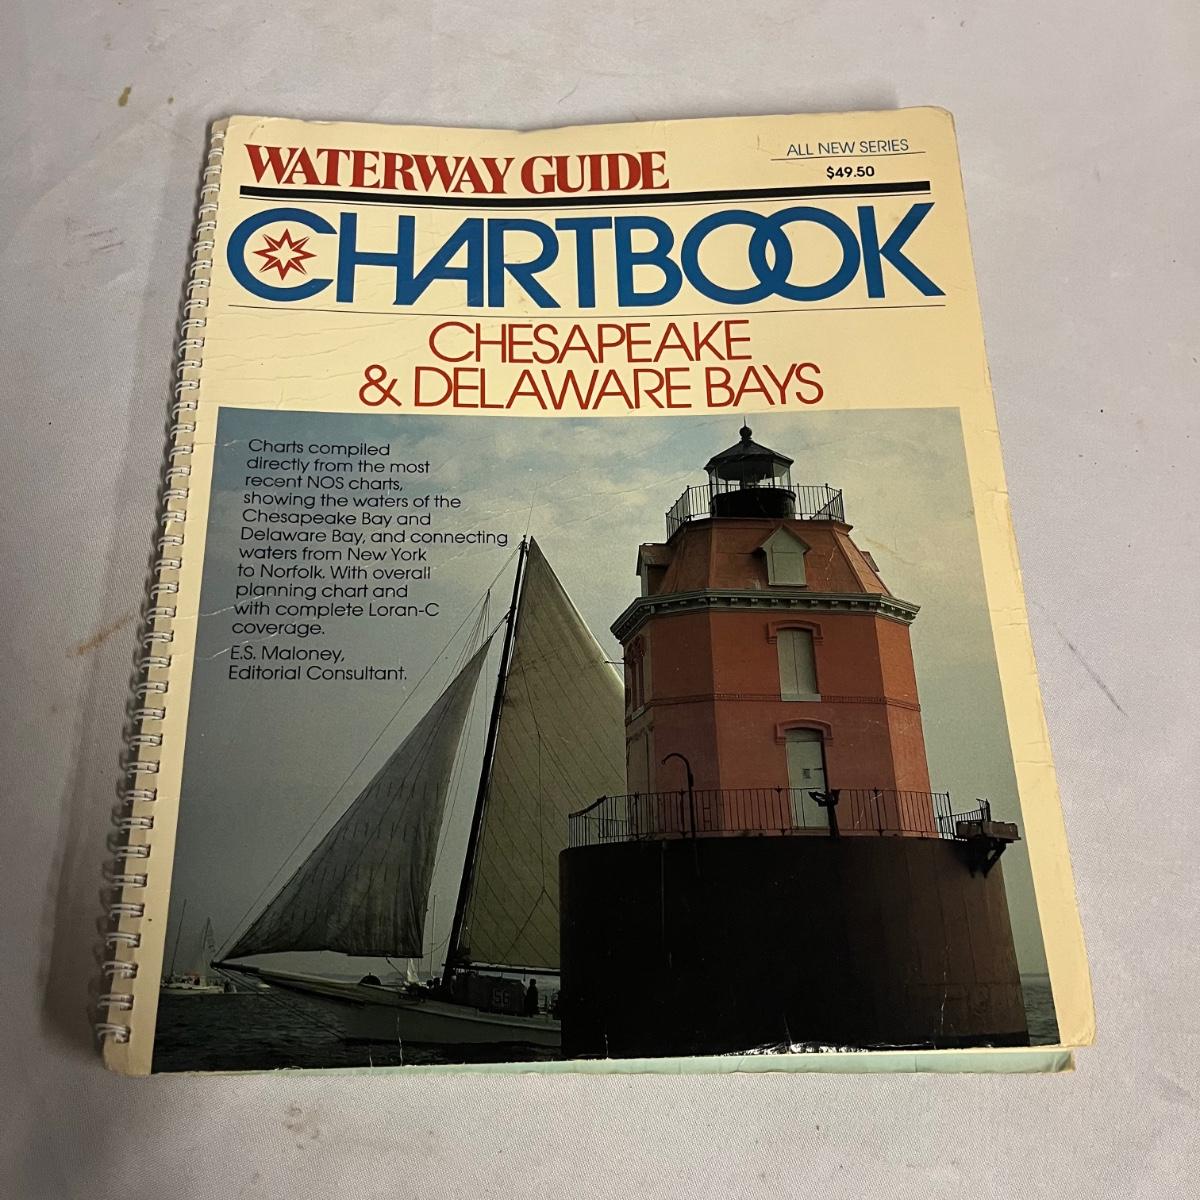 WATERWAY GUIDE
ALL NEW SERIES
$49.50
CHARTBOOK
CHESAPEAKE
& DELAWARE BAYS
Charts compiled
directly from the most
recent NOS charts,
showing the waters of the
Chesapeake Bay and
Delaware Bay, and connecting
waters from New York
to Norfolk. With overall
planning chart and
with complete Loran-C
coverage.
E.S. Maloney,
Editorial Consultant.
56